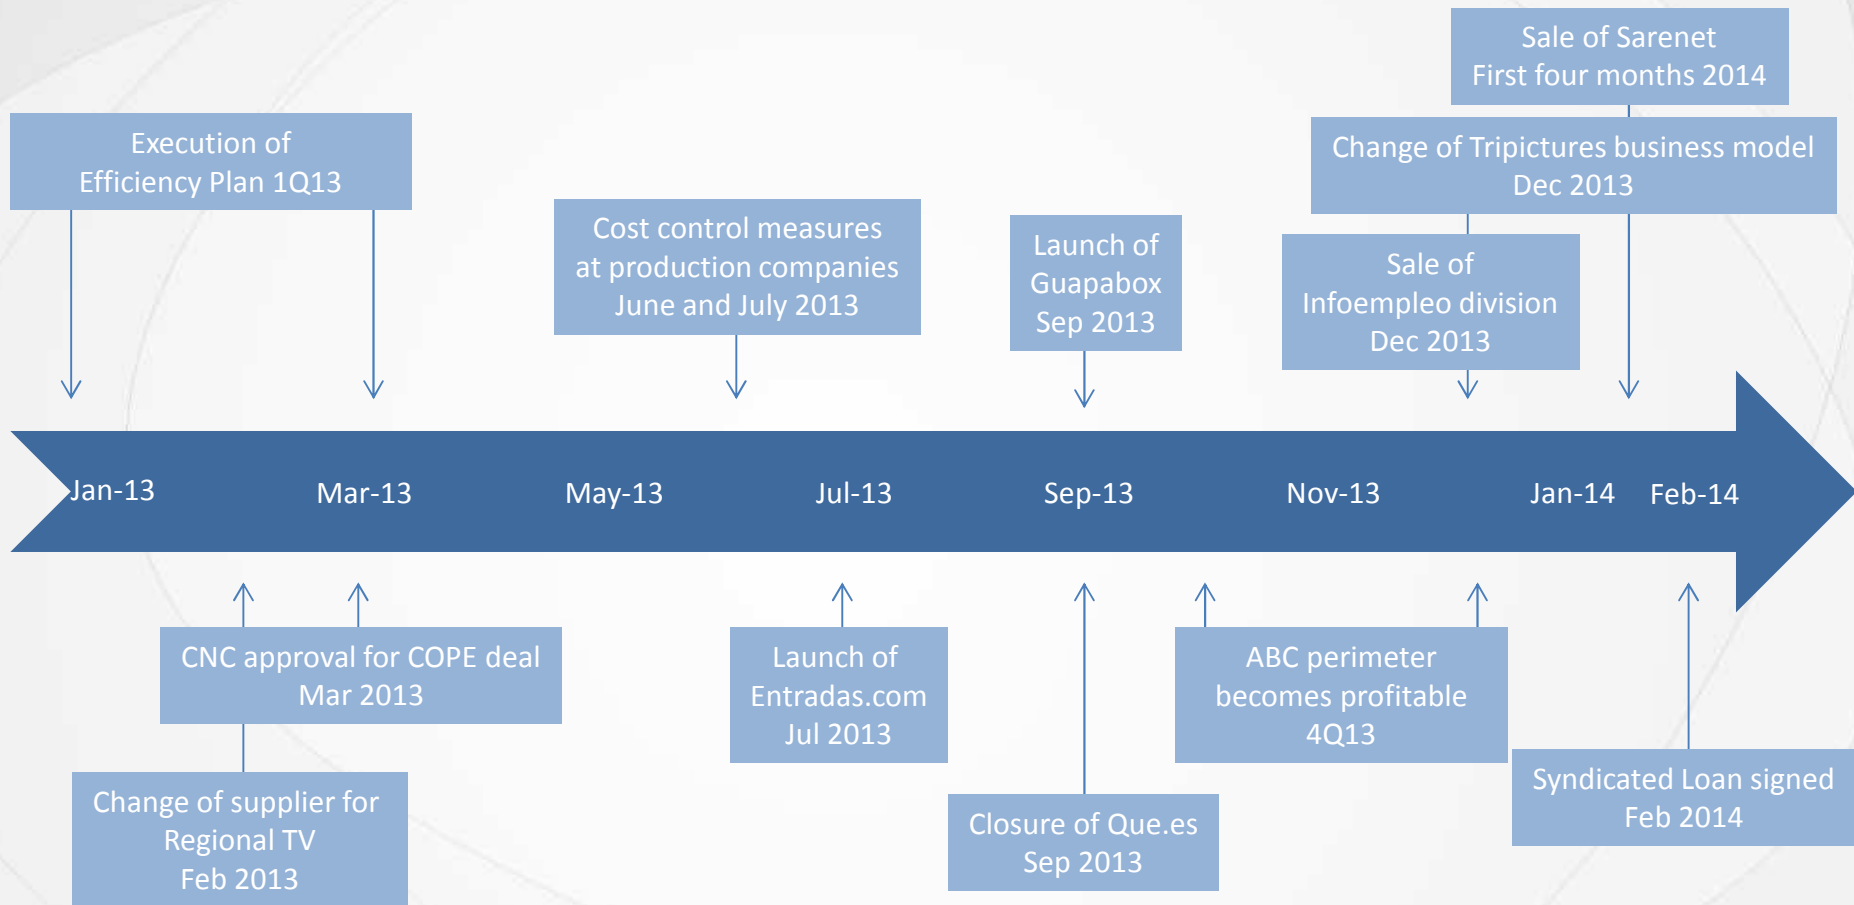 Sale of Sarenet
First four months 2014
Execution of
Efficiency Plan 1Q13
Change of Tripictures business model
Dec 2013
Cost control measures
at production companies
June and July 2013
Launch of
Guapabox
Sep 2013
Sale of
Infoempleo division
Dec 2013
Jan-13
Mar-13
May-13
Jul-13
Sep-13
Nov-13
Jan-14
Feb-14
CNC approval for COPE deal
Mar 2013
Launch of
Entradas.com
Jul 2013
ABC perimeter
becomes profitable
4Q13
Change of supplier for
Regional TV
Feb 2013
Closure of Que.es
Sep 2013
Syndicated Loan signed
Feb 2014